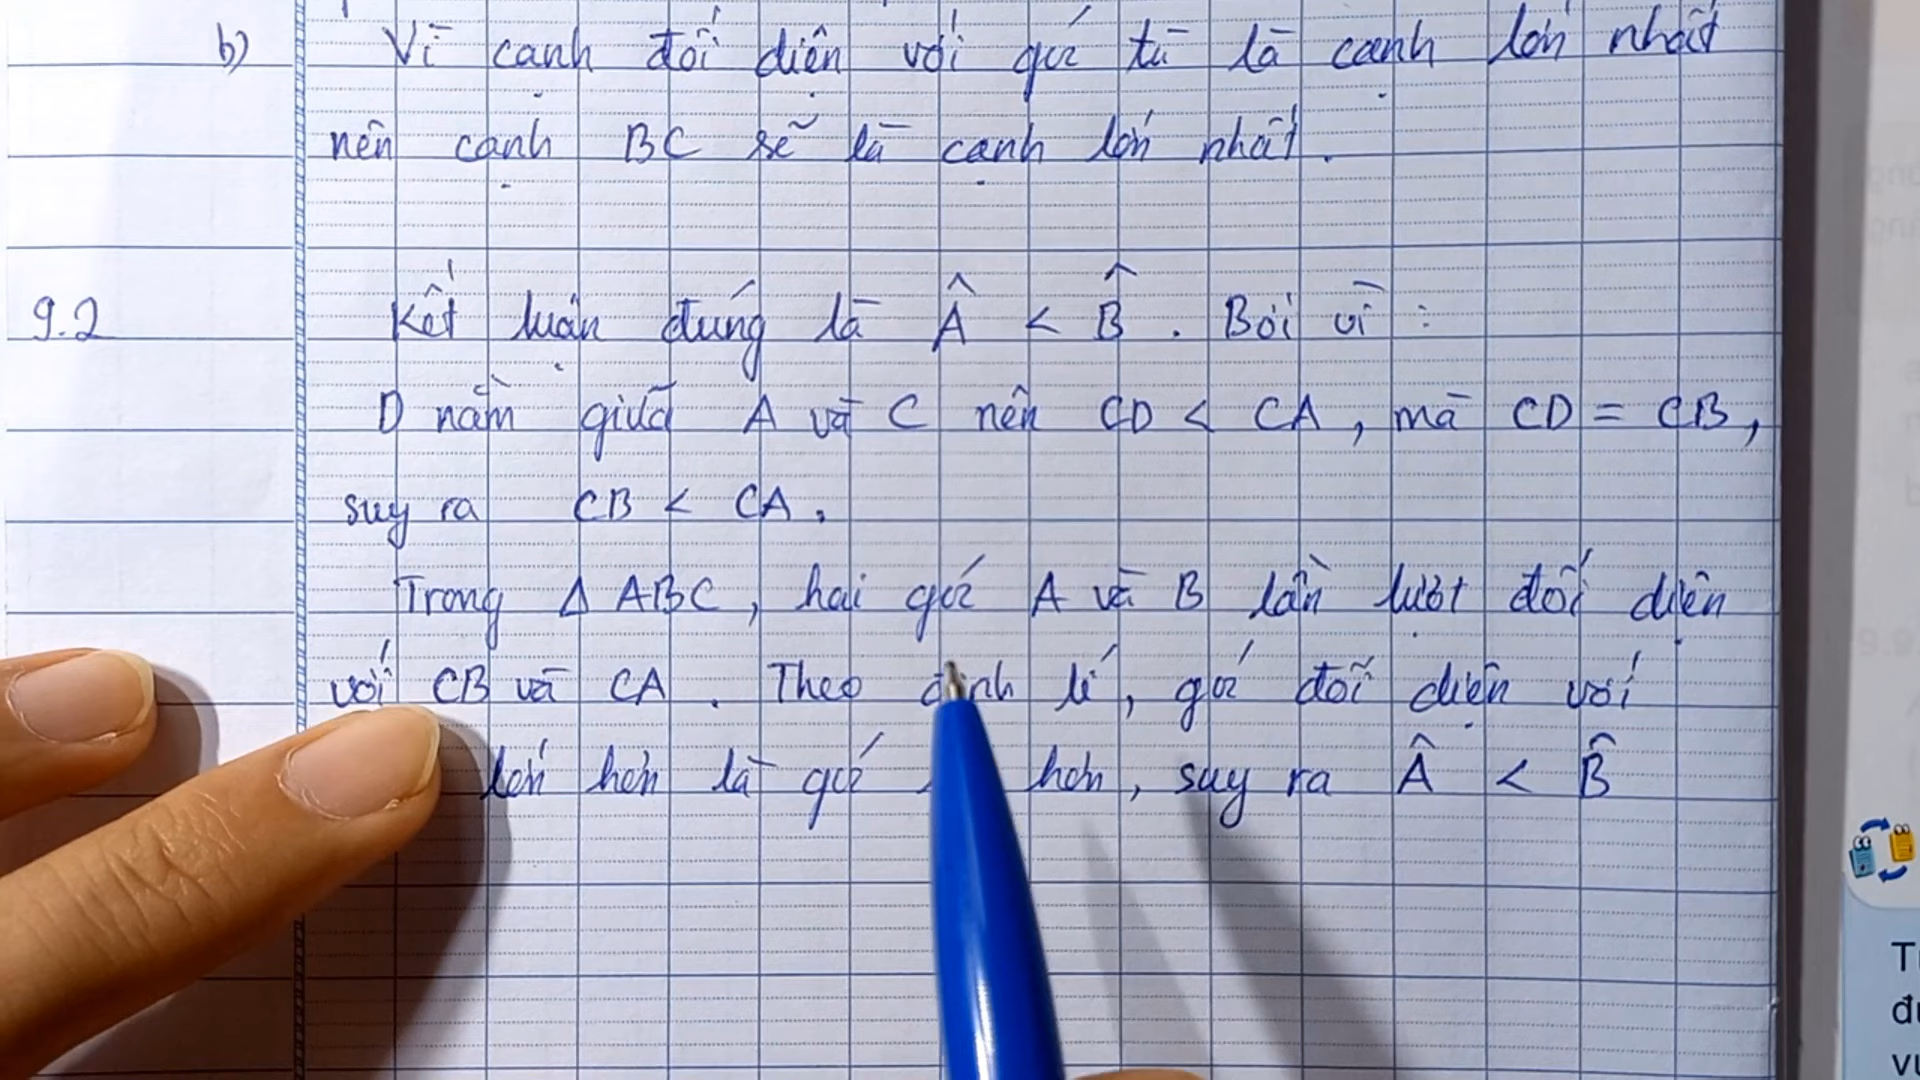 b) Vì cạnh đối diện với góc tù là cạnh lớn nhất
nên cạnh BC sẽ là cạnh lớn nhất.
9.2 Kết luận đúng là Â < B̂. Bởi vì :
D nằm giữa A và C nên CD < CA, mà CD = CB,
suy ra CB < CA.
Trong Δ ABC, hai góc A và B lần lượt đối diện
với CB và CA. Theo định lí, góc đối diện với
lớn hơn là góc hơn, suy ra Â < B̂